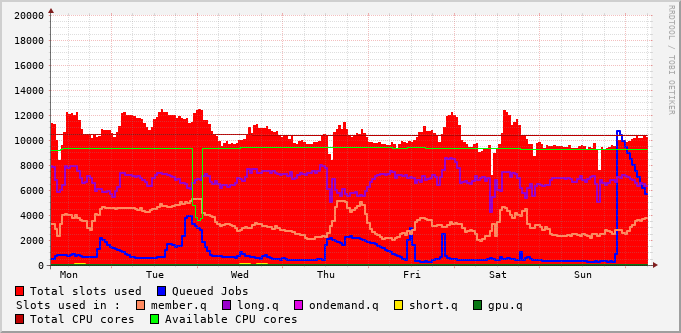 RRDTOOL / TOBI OETIKER
20000
18000
16000
14000
12000
10000
8000
6000
4000
2000
0
Mon Tue Wed Thu Fri Sat Sun
Total slots used Queued Jobs
Slots used in : member.q long.q ondemand.q short.q gpu.q
Total CPU cores Available CPU cores